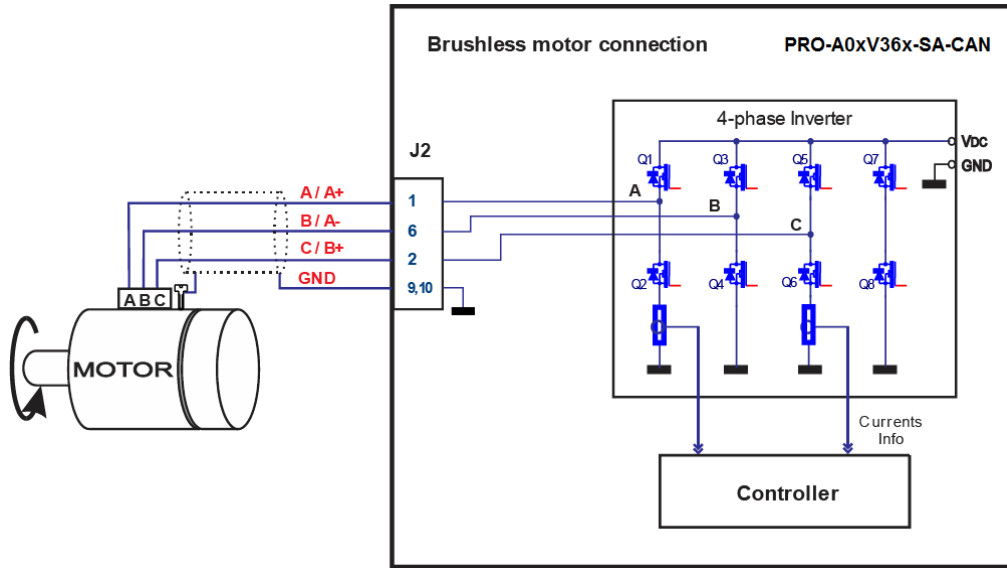 Brushless motor connection PRO-A0xV36x-SA-CAN
4-phase Inverter
VDC
GND
J2
Q1 Q3 Q5 Q7
A / A+ 1 A
B / A- 6 B
C / B+ 2 C
GND 9,10
Q2 Q4 Q6 Q8
A B C
MOTOR
Currents
Info
Controller